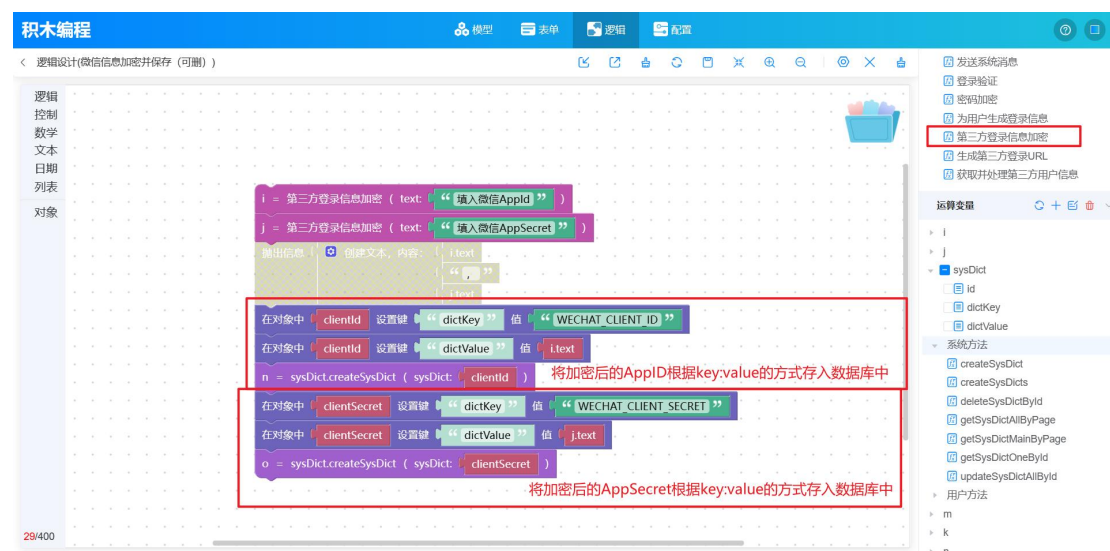 积木编程
模型
表单
逻辑
配置
逻辑设计(微信信息加密并保存（可删）)
逻辑
控制
数学
文本
日期
列表
对象
i = 第三方登录信息加密 ( text: “ 填入微信AppId ” )
j = 第三方登录信息加密 ( text: “ 填入微信AppSecret ” )
抛出信息 创建文本，内容： i.text
“ , ”
i.text
在对象中 clientId 设置键 “ dictKey ” 值 “ WECHAT_CLIENT_ID ”
在对象中 clientId 设置键 “ dictValue ” 值 i.text
n = sysDict.createSysDict ( sysDict: clientId )
将加密后的AppID根据key:value的方式存入数据库中
在对象中 clientSecret 设置键 “ dictKey ” 值 “ WECHAT_CLIENT_SECRET ”
在对象中 clientSecret 设置键 “ dictValue ” 值 j.text
o = sysDict.createSysDict ( sysDict: clientSecret )
将加密后的AppSecret根据key:value的方式存入数据库中
29/400
发送系统消息
登录验证
密码加密
为用户生成登录信息
第三方登录信息加密
生成第三方登录URL
获取并处理第三方用户信息
运算变量
i
j
sysDict
id
dictKey
dictValue
系统方法
createSysDict
createSysDicts
deleteSysDictById
getSysDictAllByPage
getSysDictMainByPage
getSysDictOneById
updateSysDictAllById
用户方法
m
k